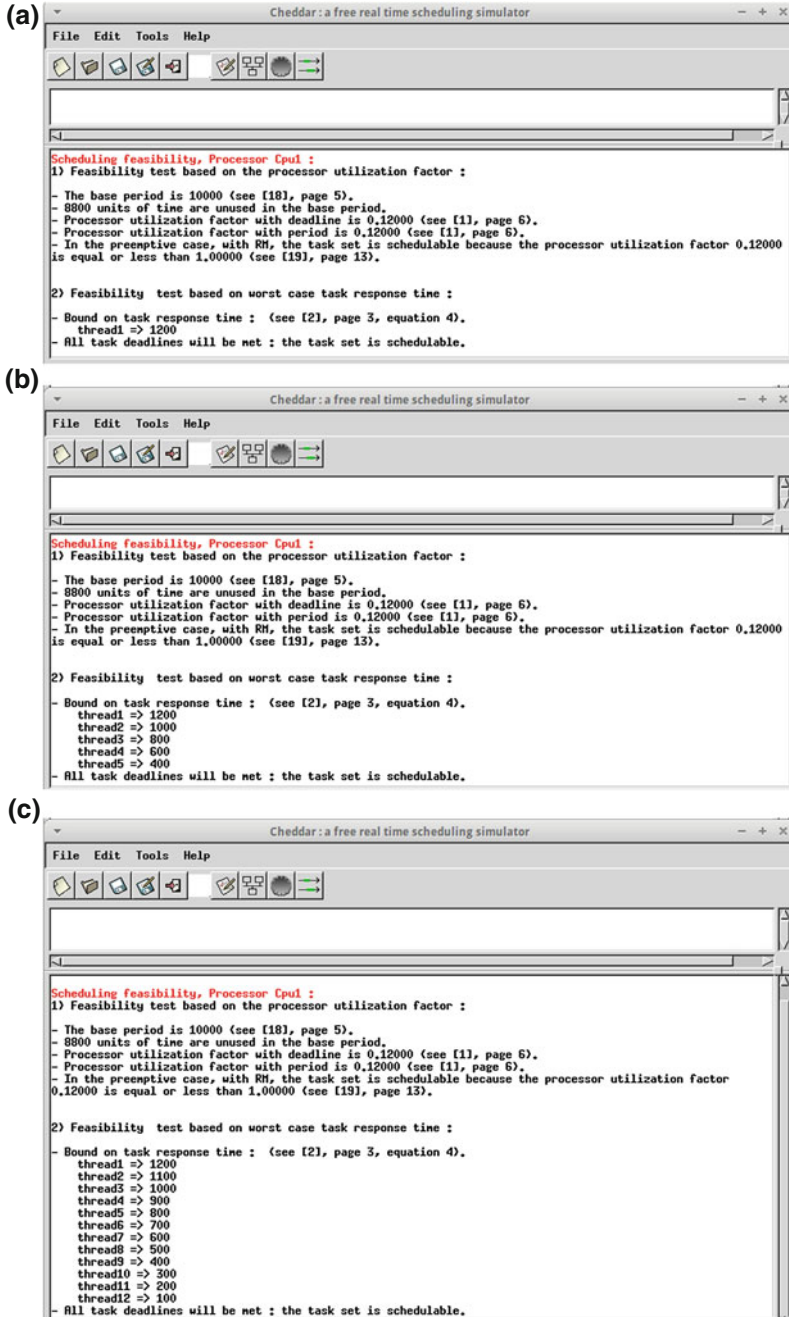 (a)
Cheddar : a free real time scheduling simulator
File Edit Tools Help
Scheduling feasibility, Processor Cpu1 :
1) Feasibility test based on the processor utilization factor :
- The base period is 10000 (see [18], page 5).
- 8800 units of time are unused in the base period.
- Processor utilization factor with deadline is 0.12000 (see [1], page 6).
- Processor utilization factor with period is 0.12000 (see [1], page 6).
- In the preemptive case, with RM, the task set is schedulable because the processor utilization factor 0.12000
is equal or less than 1.00000 (see [19], page 13).
2) Feasibility test based on worst case task response time :
- Bound on task response time : (see [2], page 3, equation 4).
thread1 => 1200
- All task deadlines will be met : the task set is schedulable.
(b)
Cheddar : a free real time scheduling simulator
File Edit Tools Help
Scheduling feasibility, Processor Cpu1 :
1) Feasibility test based on the processor utilization factor :
- The base period is 10000 (see [18], page 5).
- 8800 units of time are unused in the base period.
- Processor utilization factor with deadline is 0.12000 (see [1], page 6).
- Processor utilization factor with period is 0.12000 (see [1], page 6).
- In the preemptive case, with RM, the task set is schedulable because the processor utilization factor 0.12000
is equal or less than 1.00000 (see [19], page 13).
2) Feasibility test based on worst case task response time :
- Bound on task response time : (see [2], page 3, equation 4).
thread1 => 1200
thread2 => 1000
thread3 => 800
thread4 => 600
thread5 => 400
- All task deadlines will be met : the task set is schedulable.
(c)
Cheddar : a free real time scheduling simulator
File Edit Tools Help
Scheduling feasibility, Processor Cpu1 :
1) Feasibility test based on the processor utilization factor :
- The base period is 10000 (see [18], page 5).
- 8800 units of time are unused in the base period.
- Processor utilization factor with deadline is 0.12000 (see [1], page 6).
- Processor utilization factor with period is 0.12000 (see [1], page 6).
- In the preemptive case, with RM, the task set is schedulable because the processor utilization factor
0.12000 is equal or less than 1.00000 (see [19], page 13).
2) Feasibility test based on worst case task response time :
- Bound on task response time : (see [2], page 3, equation 4).
thread1 => 1200
thread2 => 1100
thread3 => 1000
thread4 => 900
thread5 => 800
thread6 => 700
thread7 => 600
thread8 => 500
thread9 => 400
thread10 => 300
thread11 => 200
thread12 => 100
- All task deadlines will be met : the task set is schedulable.